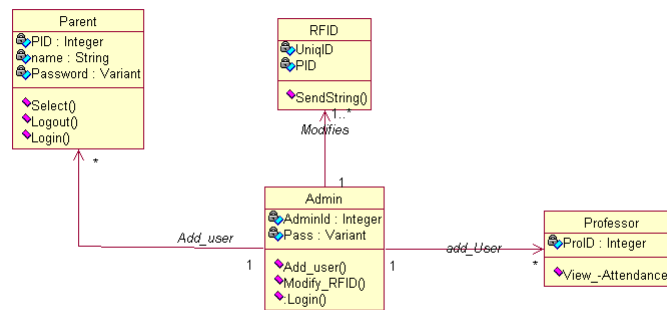 Parent
PID : Integer
name : String
Password : Variant
Select()
Logout()
Login()
*
RFID
UniqID
PID
SendString()
1..*
Modifies
1
Admin
AdminId : Integer
Pass : Variant
Add_user()
Modify_RFID()
.Login()
Add_user
1
add_User
1
*
Professor
ProID : Integer
View_-Attendance